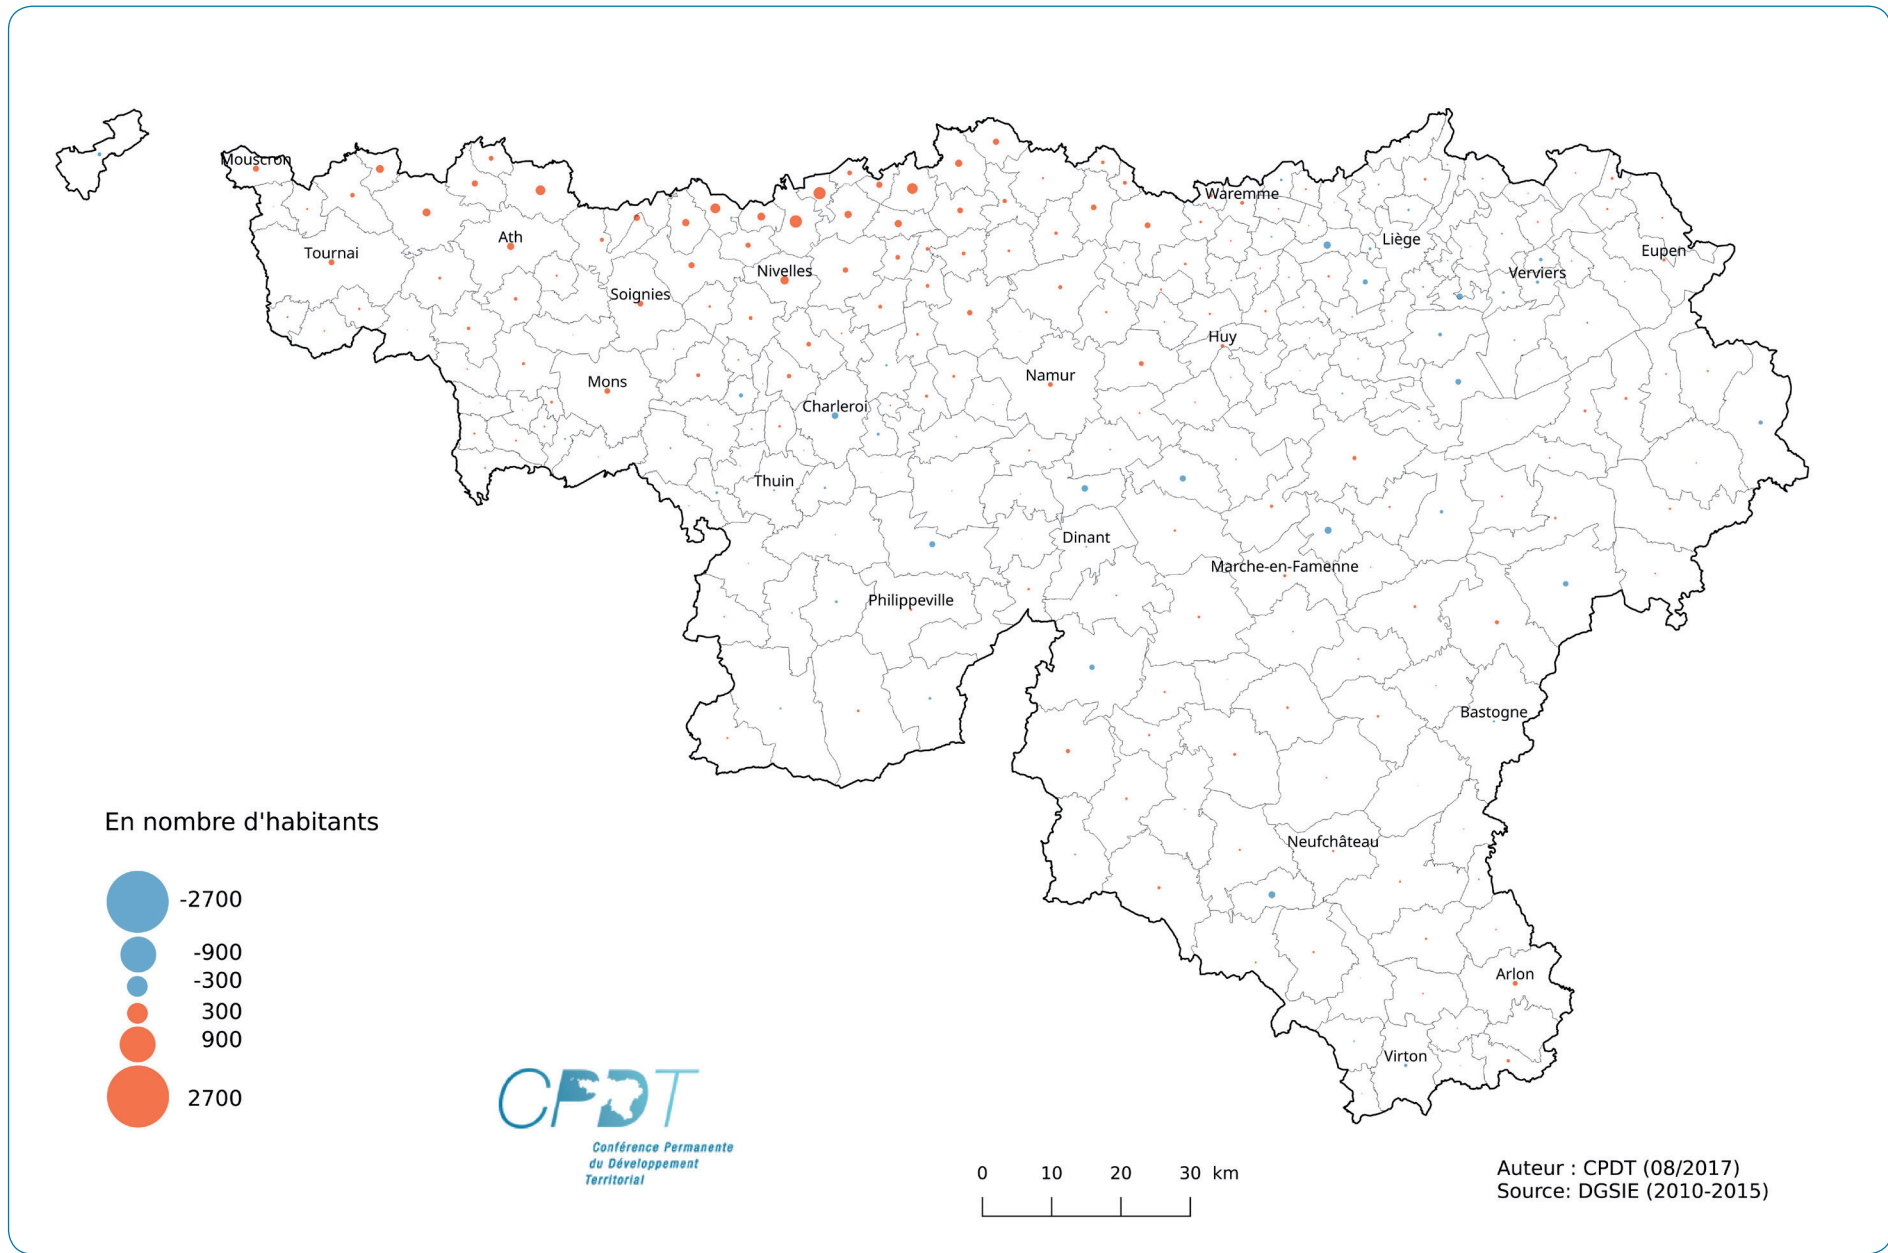 Mouscron
Waremme
Ath
Liège
Tournai
Eupen
Nivelles
Verviers
Soignies
Huy
Namur
Mons
Charleroi
Thuin
Dinant
Marche-en-Famenne
Philippeville
Bastogne
Neufchâteau
Arlon
Virton
En nombre d'habitants
-2700
-900
-300
300
900
2700
CPDT
Conférence Permanente
du Développement
Territorial
0 10 20 30 km
Auteur : CPDT (08/2017)
Source: DGSIE (2010-2015)